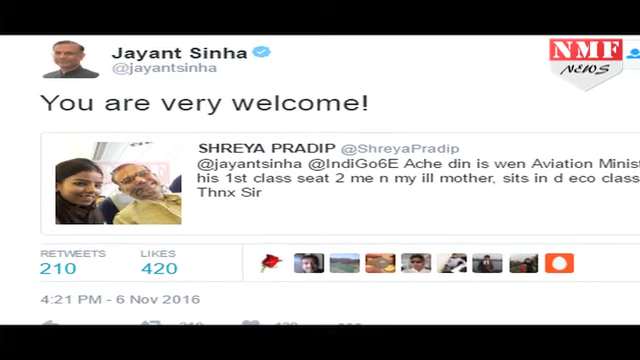 NMF
NEWS
Jayant Sinha
@jayantsinha
You are very welcome!
SHREYA PRADIP @ShreyaPradip
@jayantsinha @IndiGo6E Ache din is wen Aviation Minist
his 1st class seat 2 me n my ill mother, sits in d eco class
Thnx Sir
RETWEETS LIKES
210 420
4:21 PM - 6 Nov 2016